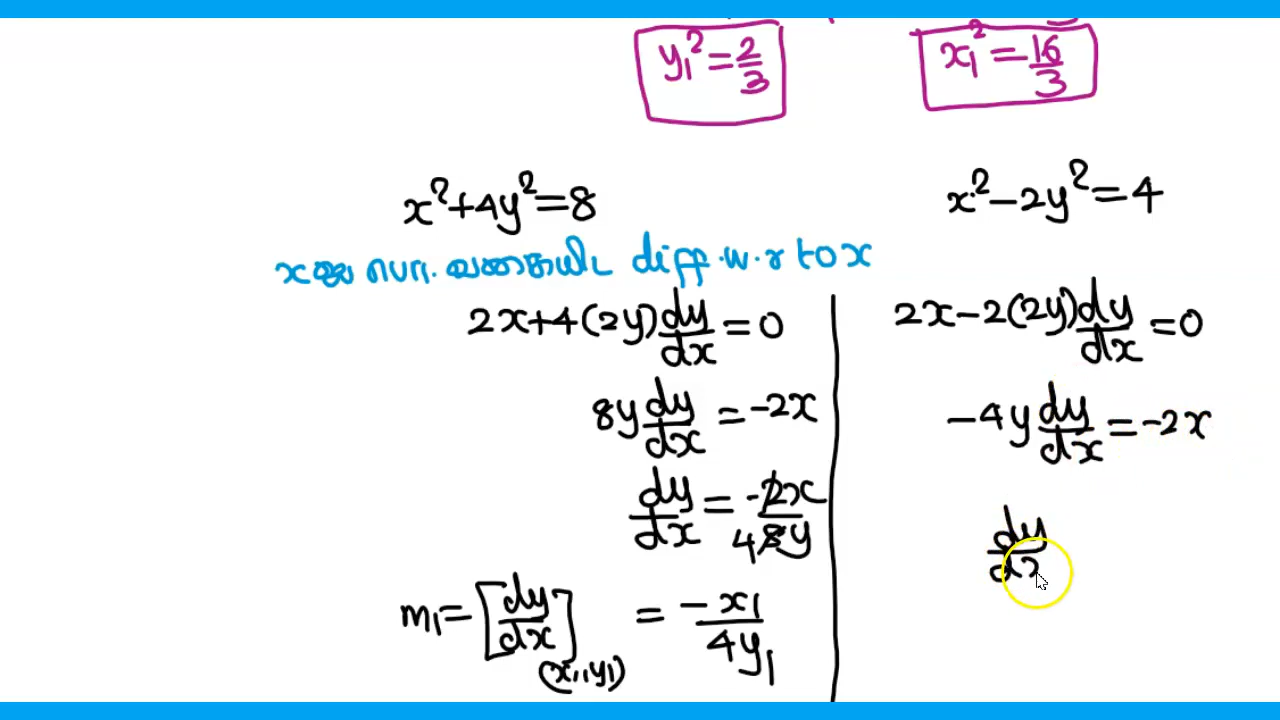 y₁² = 2/3
x₁² = 16/3
x² + 4y² = 8
x² - 2y² = 4
x ஐ பொ. வகையிட diff. w. r to x
2x + 4(2y) dy/dx = 0
2x - 2(2y) dy/dx = 0
8y dy/dx = -2x
-4y dy/dx = -2x
dy/dx = -2x/48y
dy/dx
m₁ = [dy/dx](x₁, y₁) = -x₁/4y₁